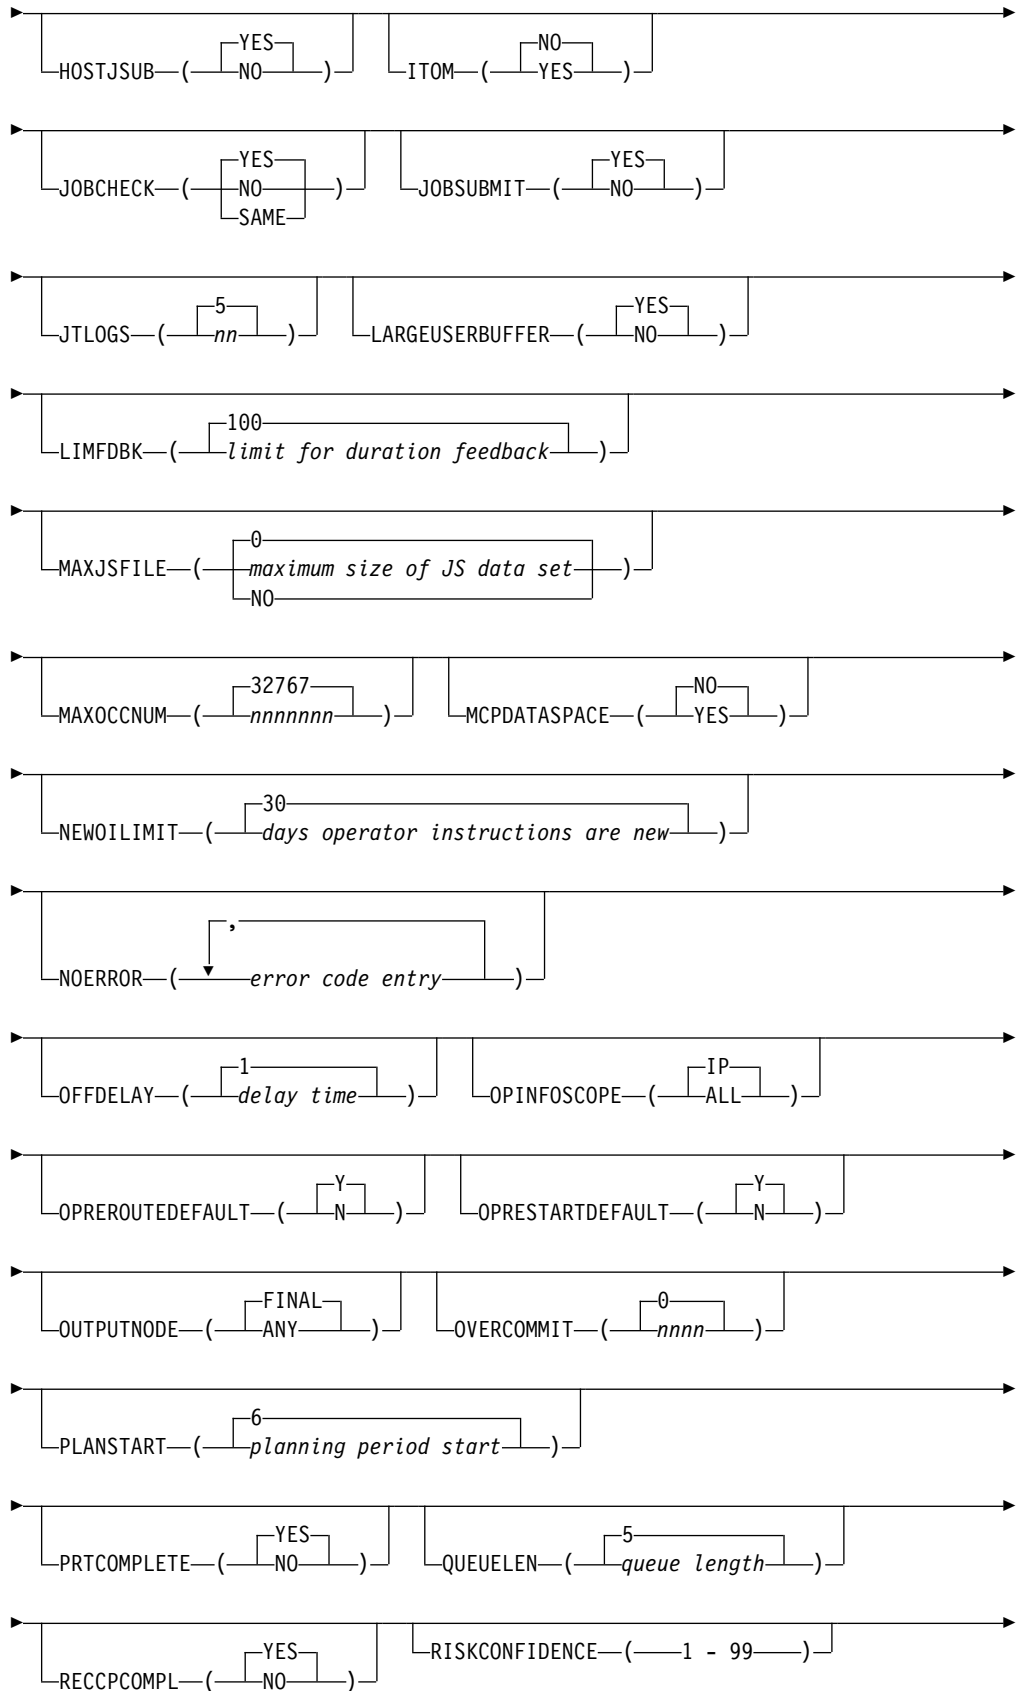 YES NO
HOSTJSUB ( NO ) ITOM ( YES )
YES YES
JOBCHECK ( NO ) JOBSUBMIT ( NO )
SAME
5 YES
JTLOGS ( nn ) LARGEUSERBUFFER ( NO )
100
LIMFDBK ( limit for duration feedback )
0
MAXJSFILE ( maximum size of JS data set )
NO
32767 NO
MAXOCCNUM ( nnnnnnn ) MCPDATASPACE ( YES )
30
NEWOILIMIT ( days operator instructions are new )
,
NOERROR ( error code entry )
1 IP
OFFDELAY ( delay time ) OPINFOSCOPE ( ALL )
Y Y
OPREROUTEDEFAULT ( N ) OPRESTARTDEFAULT ( N )
FINAL 0
OUTPUTNODE ( ANY ) OVERCOMMIT ( nnnn )
6
PLANSTART ( planning period start )
YES 5
PRTCOMPLETE ( NO ) QUEUELEN ( queue length )
YES RISKCONFIDENCE ( 1 - 99 )
RECCPCOMPL ( NO )